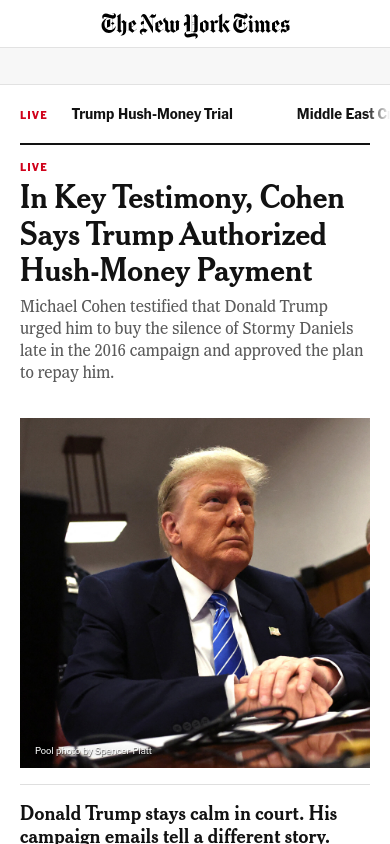 The New York Times
LIVE Trump Hush-Money Trial Middle East C
LIVE
In Key Testimony, Cohen
Says Trump Authorized
Hush-Money Payment
Michael Cohen testified that Donald Trump
urged him to buy the silence of Stormy Daniels
late in the 2016 campaign and approved the plan
to repay him.
Pool photo by Spencer Platt
Donald Trump stays calm in court. His
campaign emails tell a different story.